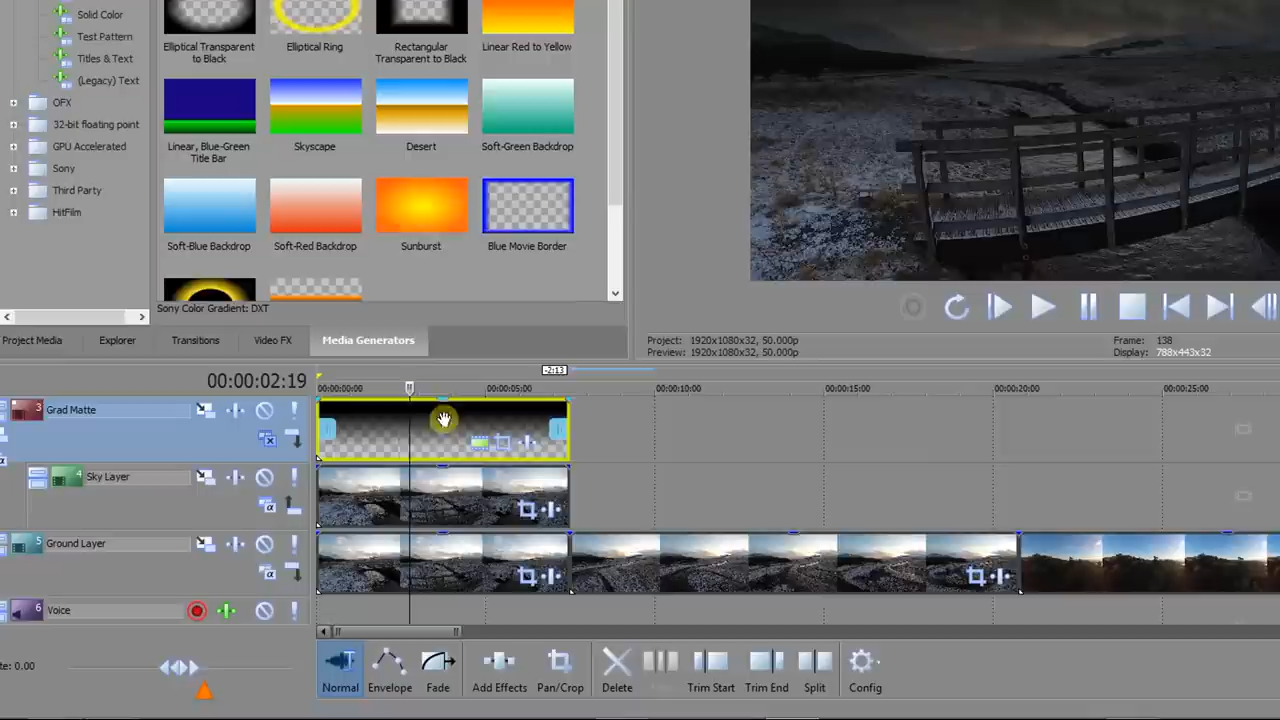 Solid Color
Test Pattern
Titles & Text
(Legacy) Text
OFX
32-bit floating point
GPU Accelerated
Sony
Third Party
HitFilm
Elliptical Transparent
to Black
Elliptical Ring
Rectangular
Transparent to Black
Linear Red to Yellow
Linear, Blue-Green
Title Bar
Skyscape
Desert
Soft-Green Backdrop
Soft-Blue Backdrop
Soft-Red Backdrop
Sunburst
Blue Movie Border
Sony Color Gradient: DXT
Project Media
Explorer
Transitions
Video FX
Media Generators
Project: 1920x1080x32, 50.000p
Preview: 1920x1080x32, 50.000p
Frame: 138
Display: 788x443x32
-2:13
00:00:02:19
00:00:00:00
00:00:05:00
00:00:10:00
00:00:15:00
00:00:20:00
00:00:25:00
3
Grad Matte
4
Sky Layer
5
Ground Layer
6
Voice
te: 0.00
Normal
Envelope
Fade
Add Effects
Pan/Crop
Delete
Trim Start
Trim End
Split
Config